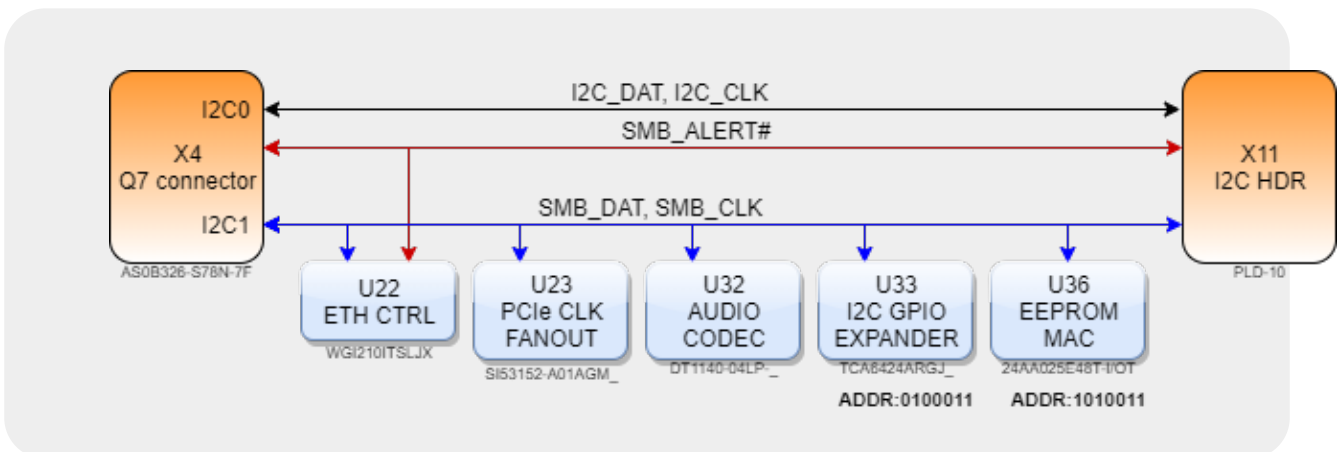 I2C_DAT, I2C_CLK
I2C0
SMB_ALERT#
X4
Q7 connector
X11
I2C HDR
I2C1
SMB_DAT, SMB_CLK
AS0B326-S78N-7F
PLD-10
U22
ETH CTRL
WGI210ITSLJX
U23
PCIe CLK
FANOUT
SI53152-A01AGM_
U32
AUDIO
CODEC
DT1140-04LP-_
U33
I2C GPIO
EXPANDER
TCA6424ARGJ_
ADDR:0100011
U36
EEPROM
MAC
24AA025E48T-I/OT
ADDR:1010011